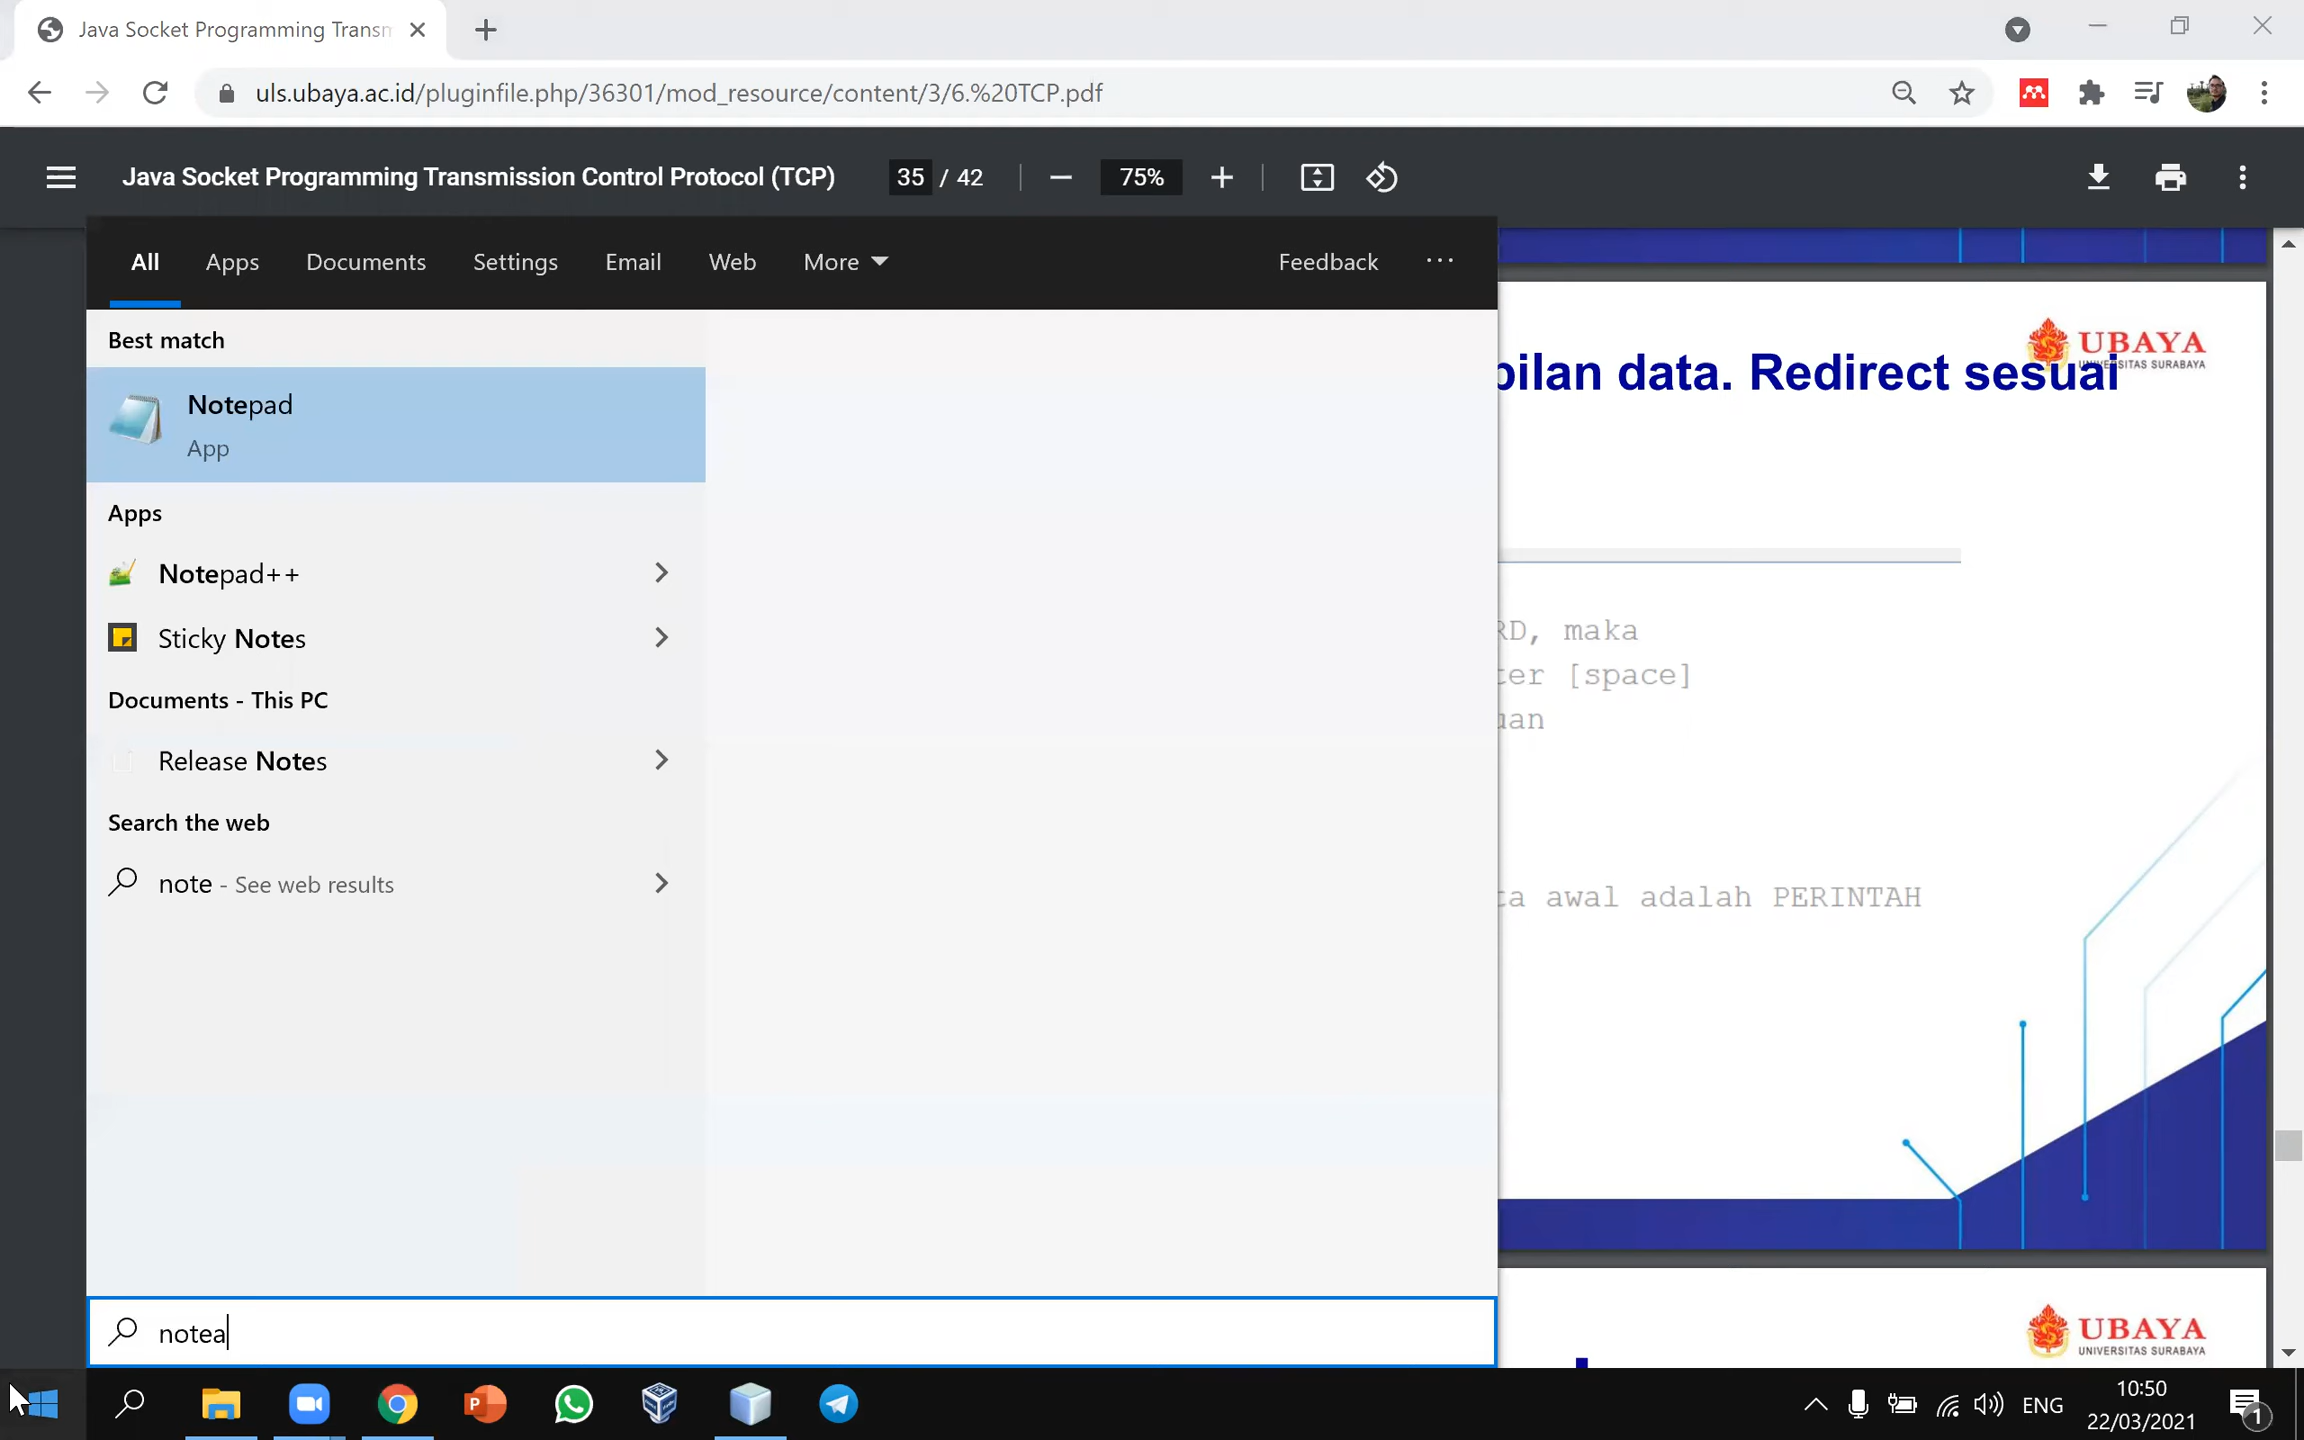 Java Socket Programming Transm
uls.ubaya.ac.id/pluginfile.php/36301/mod_resource/content/3/6.%20TCP.pdf
Java Socket Programming Transmission Control Protocol (TCP)
35 / 42
75%
All Apps Documents Settings Email Web More Feedback ...
Best match
Notepad
App
Apps
Notepad++
Sticky Notes
Documents - This PC
Release Notes
Search the web
note - See web results
notea
UBAYA
UNIVERSITAS SURABAYA
pilan data. Redirect sesuai
RD, maka
ter [space]
uan
ta awal adalah PERINTAH
UBAYA
UNIVERSITAS SURABAYA
ENG
10:50
22/03/2021
1